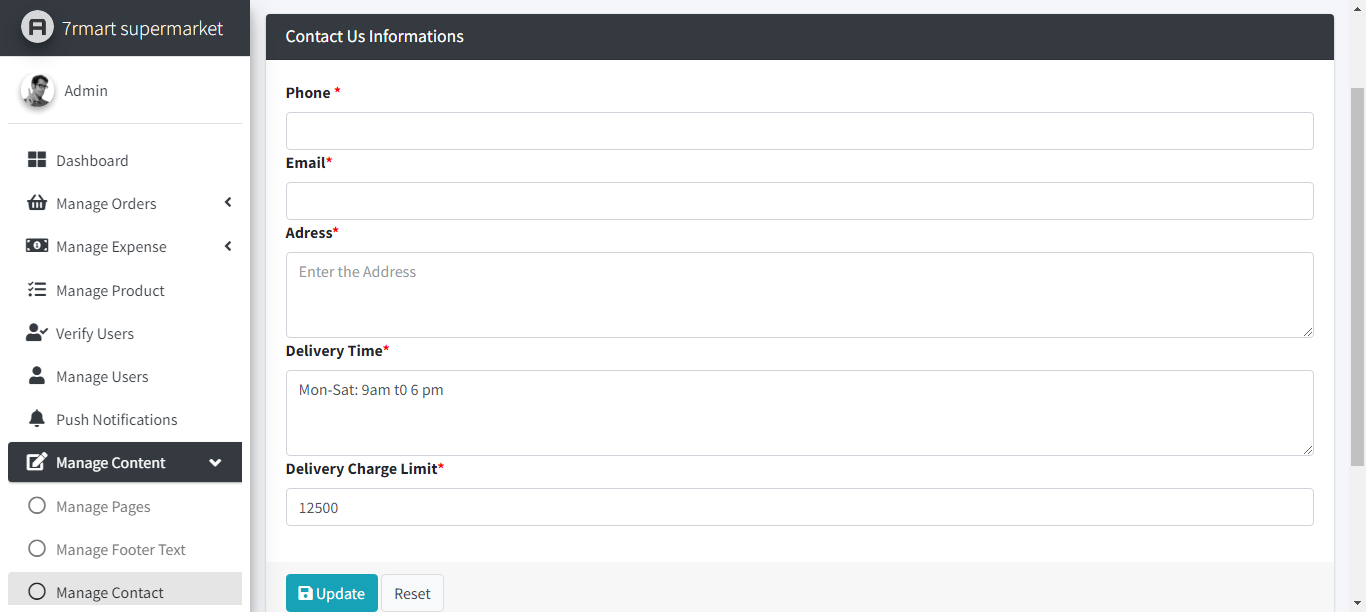 7rmart supermarket
Admin
Dashboard
Manage Orders
Manage Expense
Manage Product
Verify Users
Manage Users
Push Notifications
Manage Content
Manage Pages
Manage Footer Text
Manage Contact
Contact Us Informations
Phone *
Email*
Adress*
Enter the Address
Delivery Time*
Mon-Sat: 9am t0 6 pm
Delivery Charge Limit*
12500
Update
Reset